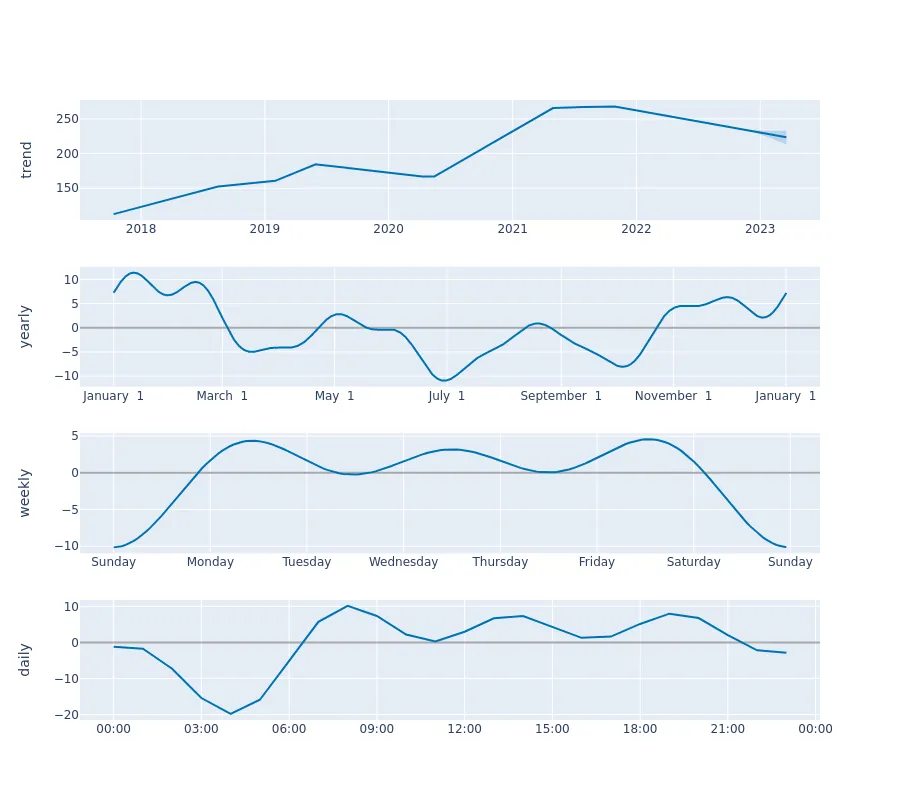 trend
250
200
150
2018 2019 2020 2021 2022 2023
yearly
10
5
0
−5
−10
January 1 March 1 May 1 July 1 September 1 November 1 January 1
weekly
5
0
−5
−10
Sunday Monday Tuesday Wednesday Thursday Friday Saturday Sunday
daily
10
0
−10
−20
00:00 03:00 06:00 09:00 12:00 15:00 18:00 21:00 00:00